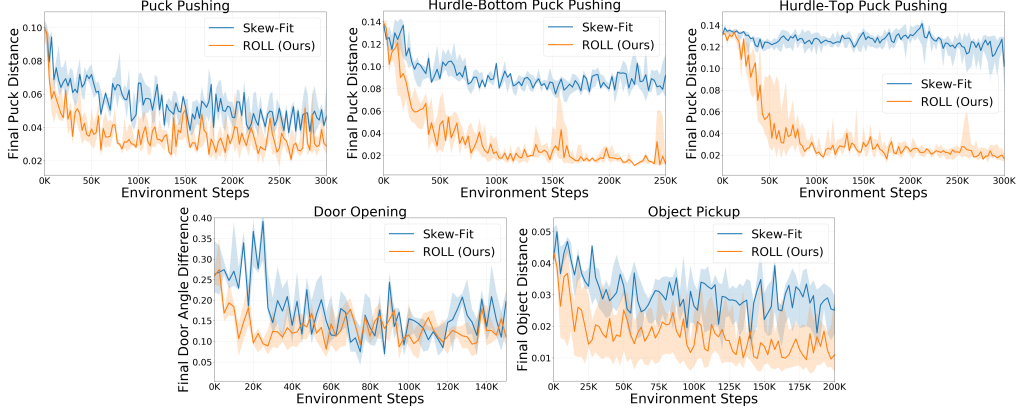 Puck Pushing
Final Puck Distance
0.10
0.08
0.06
0.04
0.02
Skew-Fit
ROLL (Ours)
0K 50K 100K 150K 200K 250K 300K
Environment Steps
Hurdle-Bottom Puck Pushing
Final Puck Distance
0.14
0.12
0.10
0.08
0.06
0.04
0.02
Skew-Fit
ROLL (Ours)
0K 50K 100K 150K 200K 250K
Environment Steps
Hurdle-Top Puck Pushing
Final Puck Distance
0.14
0.12
0.10
0.08
0.06
0.04
0.02
Skew-Fit
ROLL (Ours)
0K 50K 100K 150K 200K 250K 300K
Environment Steps
Door Opening
Final Door Angle Difference
0.40
0.35
0.30
0.25
0.20
0.15
0.10
0.05
Skew-Fit
ROLL (Ours)
0K 20K 40K 60K 80K 100K 120K 140K
Environment Steps
Object Pickup
Final Object Distance
0.05
0.04
0.03
0.02
0.01
Skew-Fit
ROLL (Ours)
0K 25K 50K 75K 100K 125K 150K 175K 200K
Environment Steps